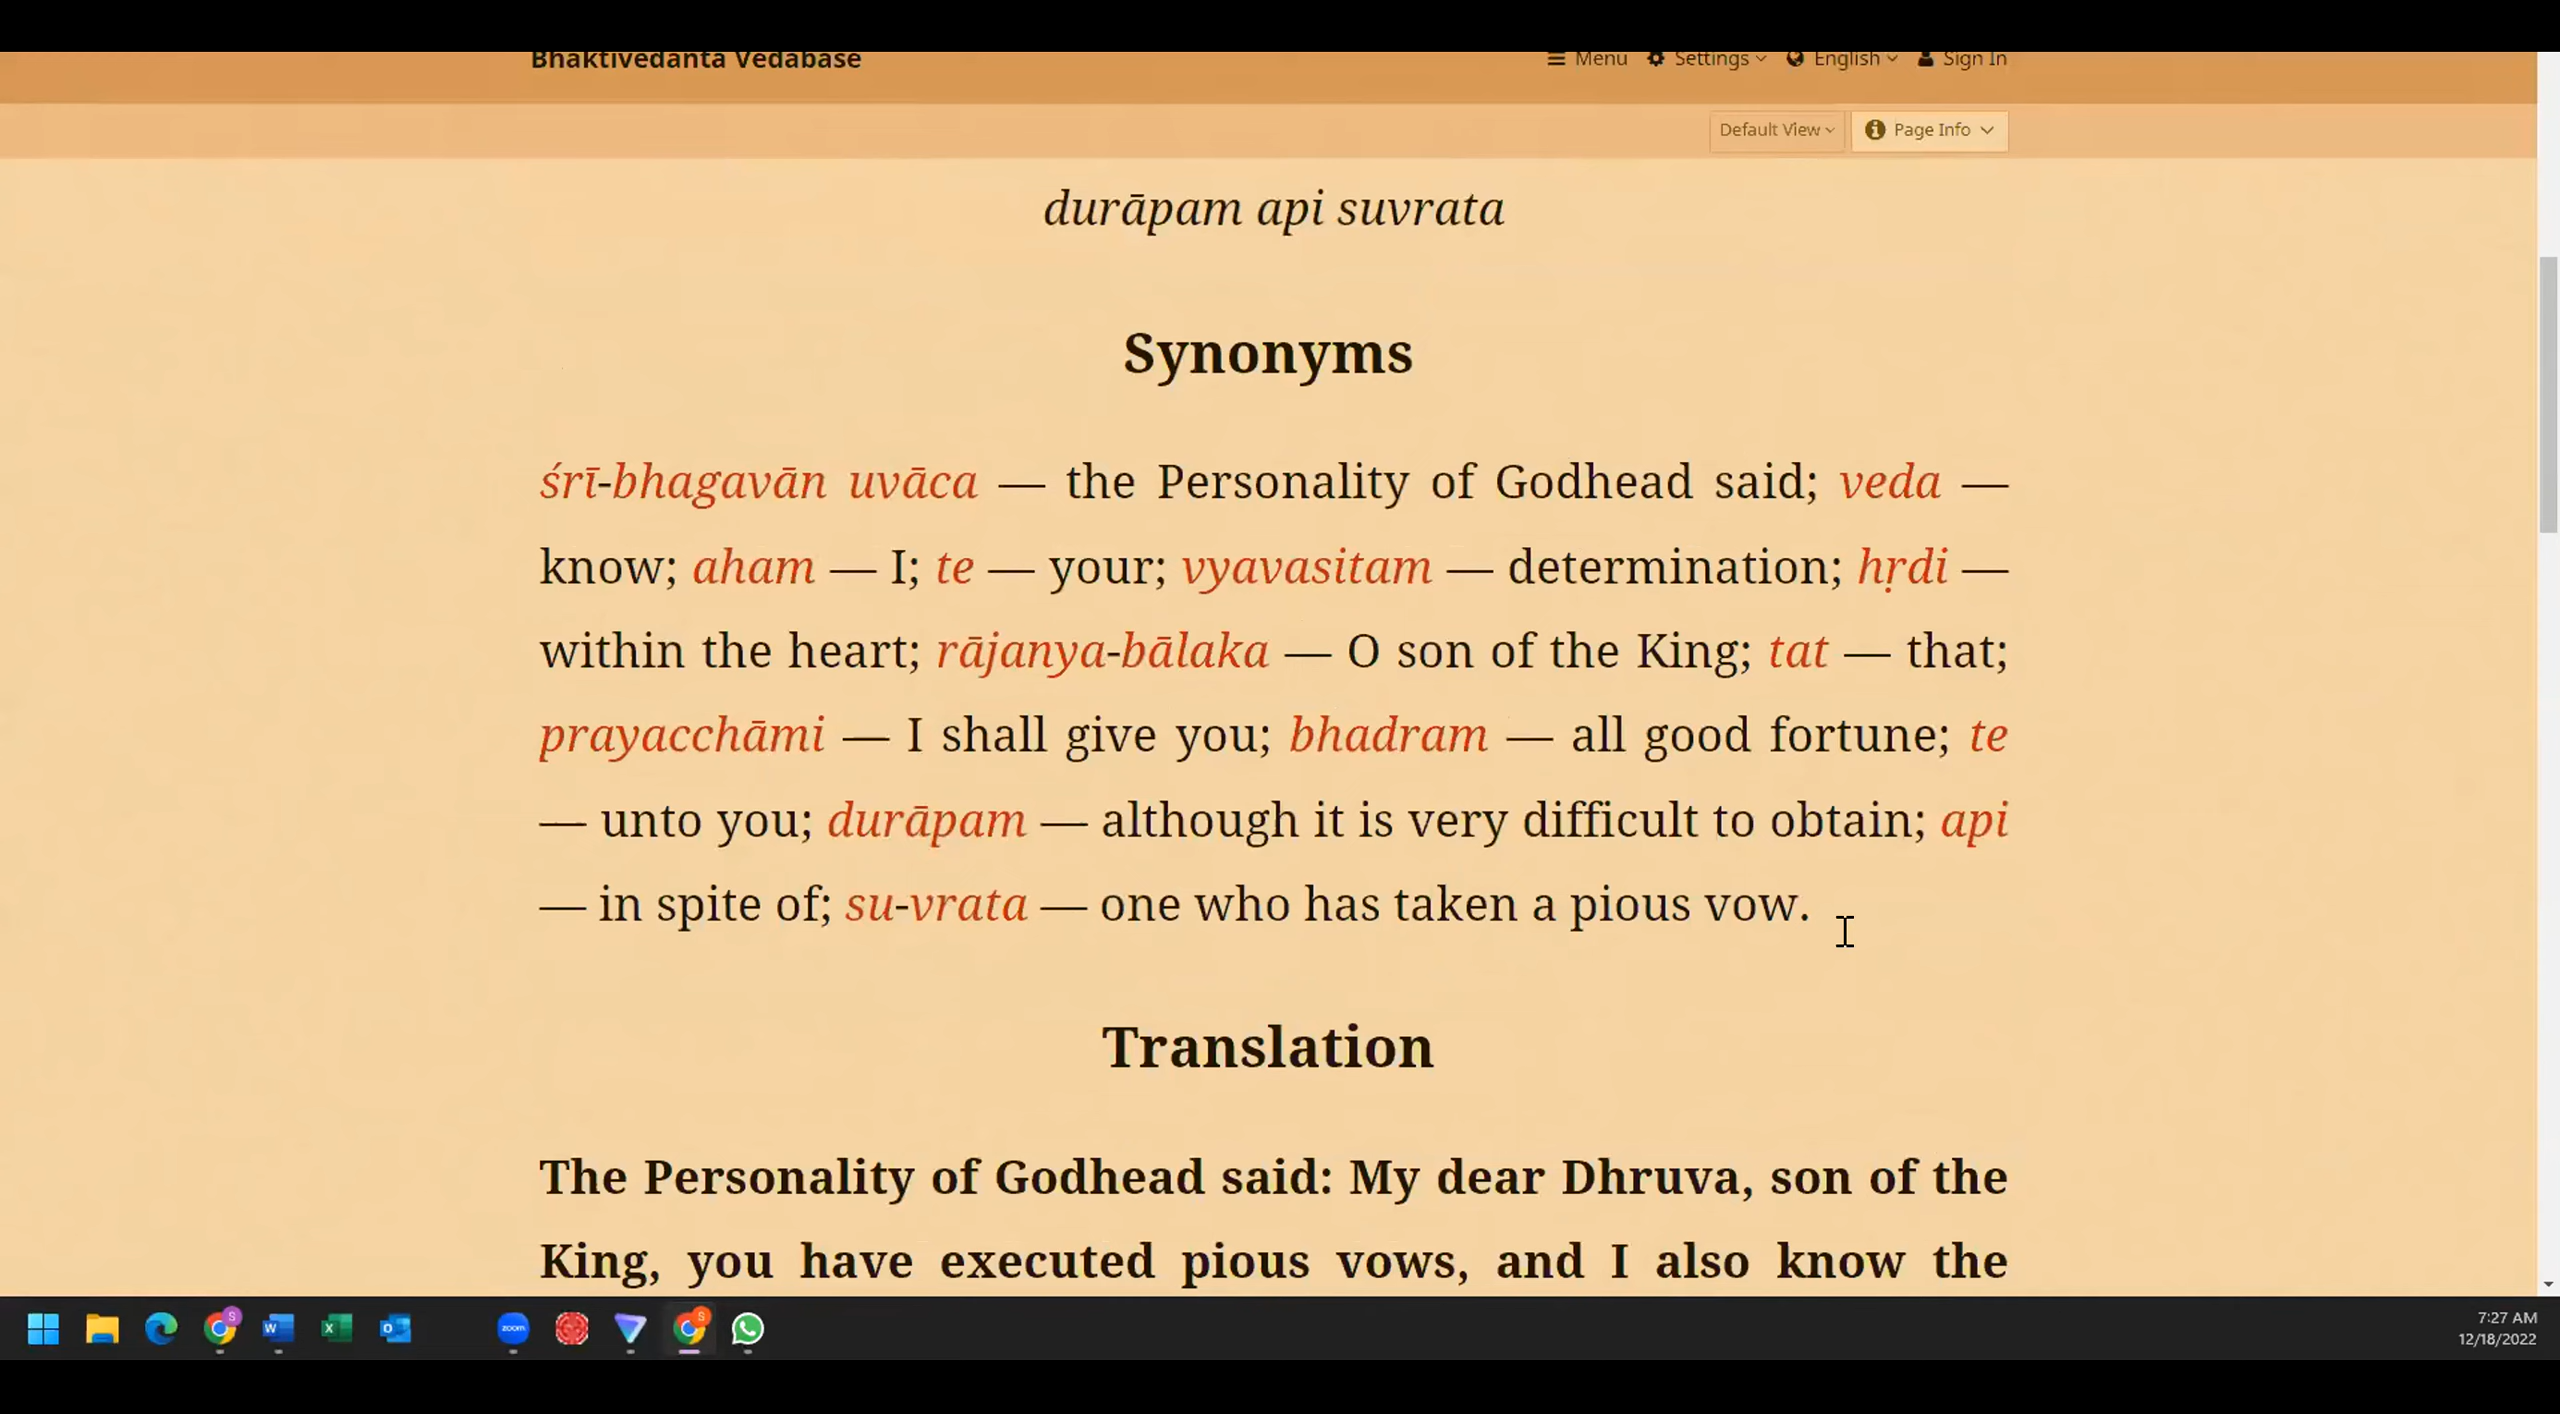 Bhaktivedanta Vedabase
Menu Settings English Sign In
Default View Page Info
durāpam api suvrata
Synonyms
śrī-bhagavān uvāca — the Personality of Godhead said; veda —
know; aham — I; te — your; vyavasitam — determination; hṛdi —
within the heart; rājanya-bālaka — O son of the King; tat — that;
prayacchāmi — I shall give you; bhadram — all good fortune; te
— unto you; durāpam — although it is very difficult to obtain; api
— in spite of; su-vrata — one who has taken a pious vow.
Translation
The Personality of Godhead said: My dear Dhruva, son of the
King, you have executed pious vows, and I also know the
zoom
7:27 AM
12/18/2022